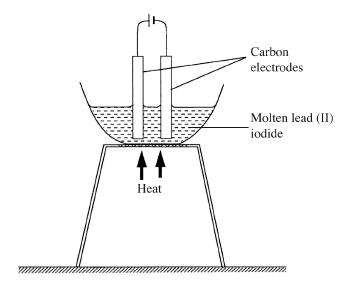 Carbon
electrodes
Molten lead (II)
iodide
Heat